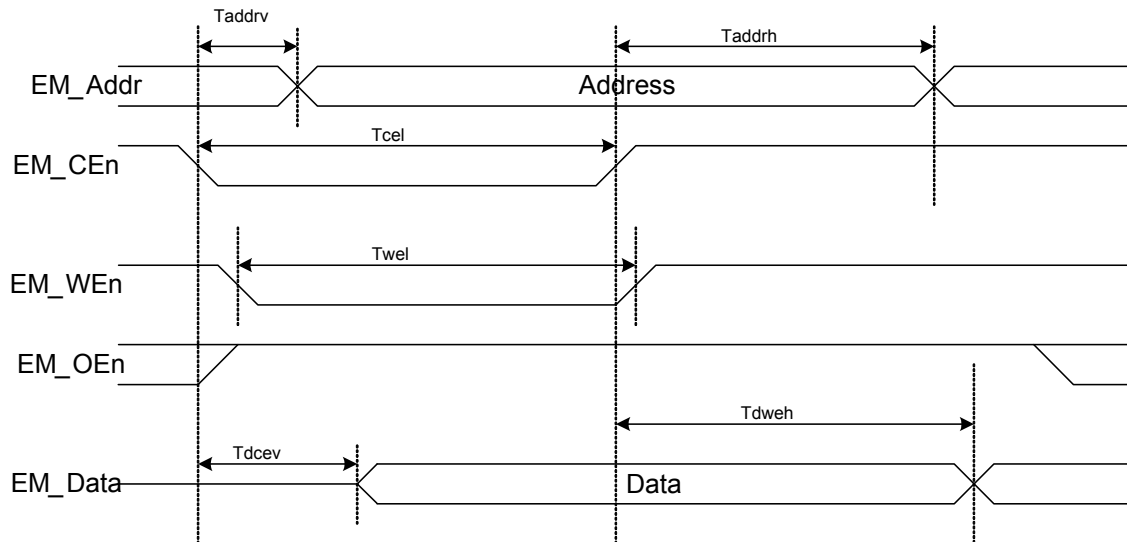 Taddrv
Taddrh
EM_Addr
Address
Tcel
EM_CEn
Twel
EM_WEn
EM_OEn
Tdweh
Tdcev
EM_Data
Data